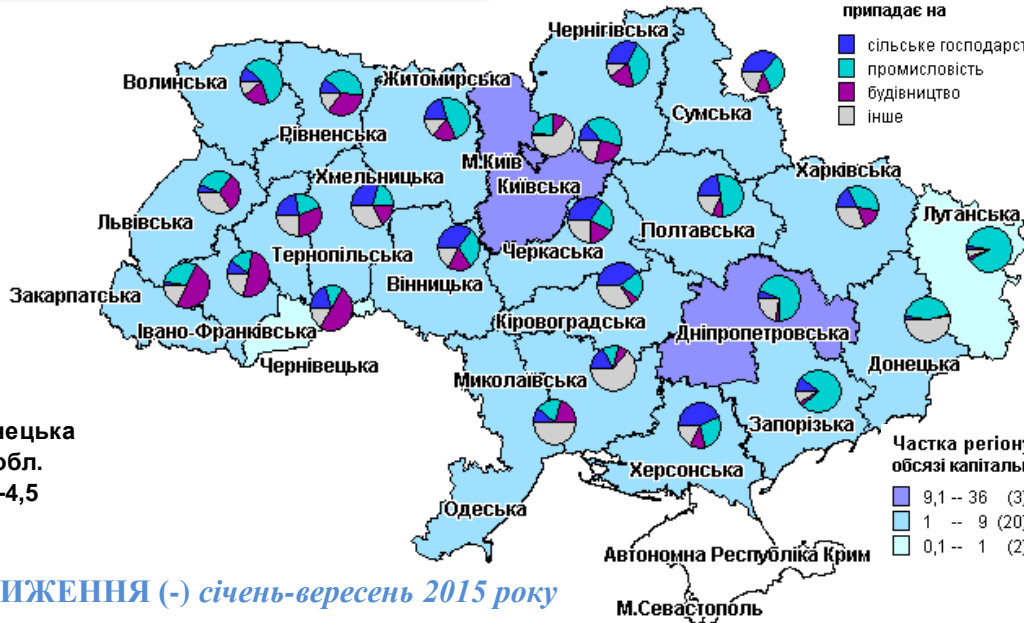 припадає на
сільське господарст
промисловість
будівництво
інше
Чернігівська
Волинська
Житомирська
Сумська
Рівненська
М.Київ
Харківська
Хмельницька
Київська
Луганська
Львівська
Полтавська
Тернопільська
Черкаська
Вінницька
Закарпатська
Кіровоградська
Івано-Франківська
Дніпропетровська
Чернівецька
Донецька
Миколаївська
Запорізька
нецька
обл.
-4,5
Частка регіону
обсязі капіталь
9,1 -- 36 (3)
1 -- 9 (20)
0,1 -- 1 (2)
Херсонська
Одеська
Автономна Республіка Крим
М.Севастополь
ИЖЕННЯ (-) січень-вересень 2015 року